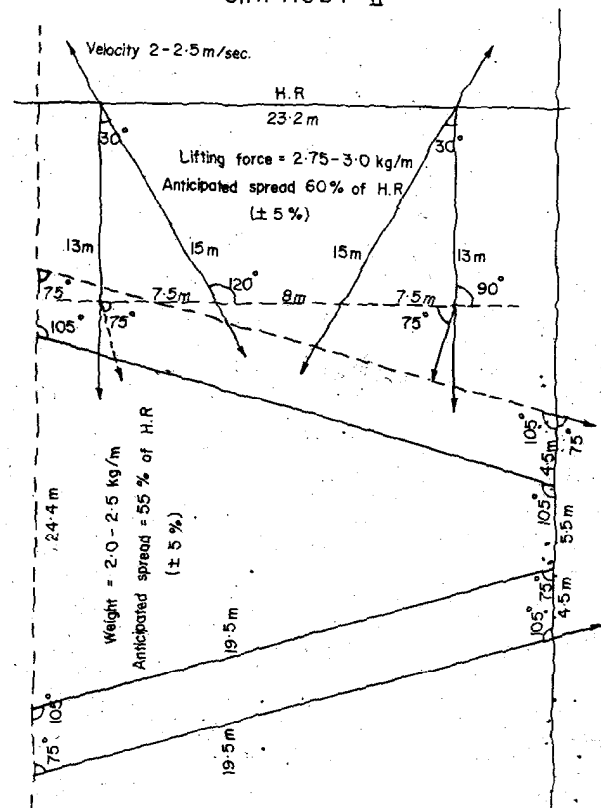 Velocity 2-2.5 m/sec.
H.R
23.2 m
30°
30°
Lifting force = 2.75-3.0 kg/m
Anticipated spread 60% of H.R
(± 5%)
13m
15m
15m
13m
120°
90°
7.5m
8m
7.5m
75°
75°
75°
105°
105°
75°
4.5m
105°
5.5m
24.4 m
Weight = 2.0-2.5 kg/m
Anticipated spread = 55% of H.R
(± 5%)
75°
4.5m
105°
19.5m
105°
75°
19.5m